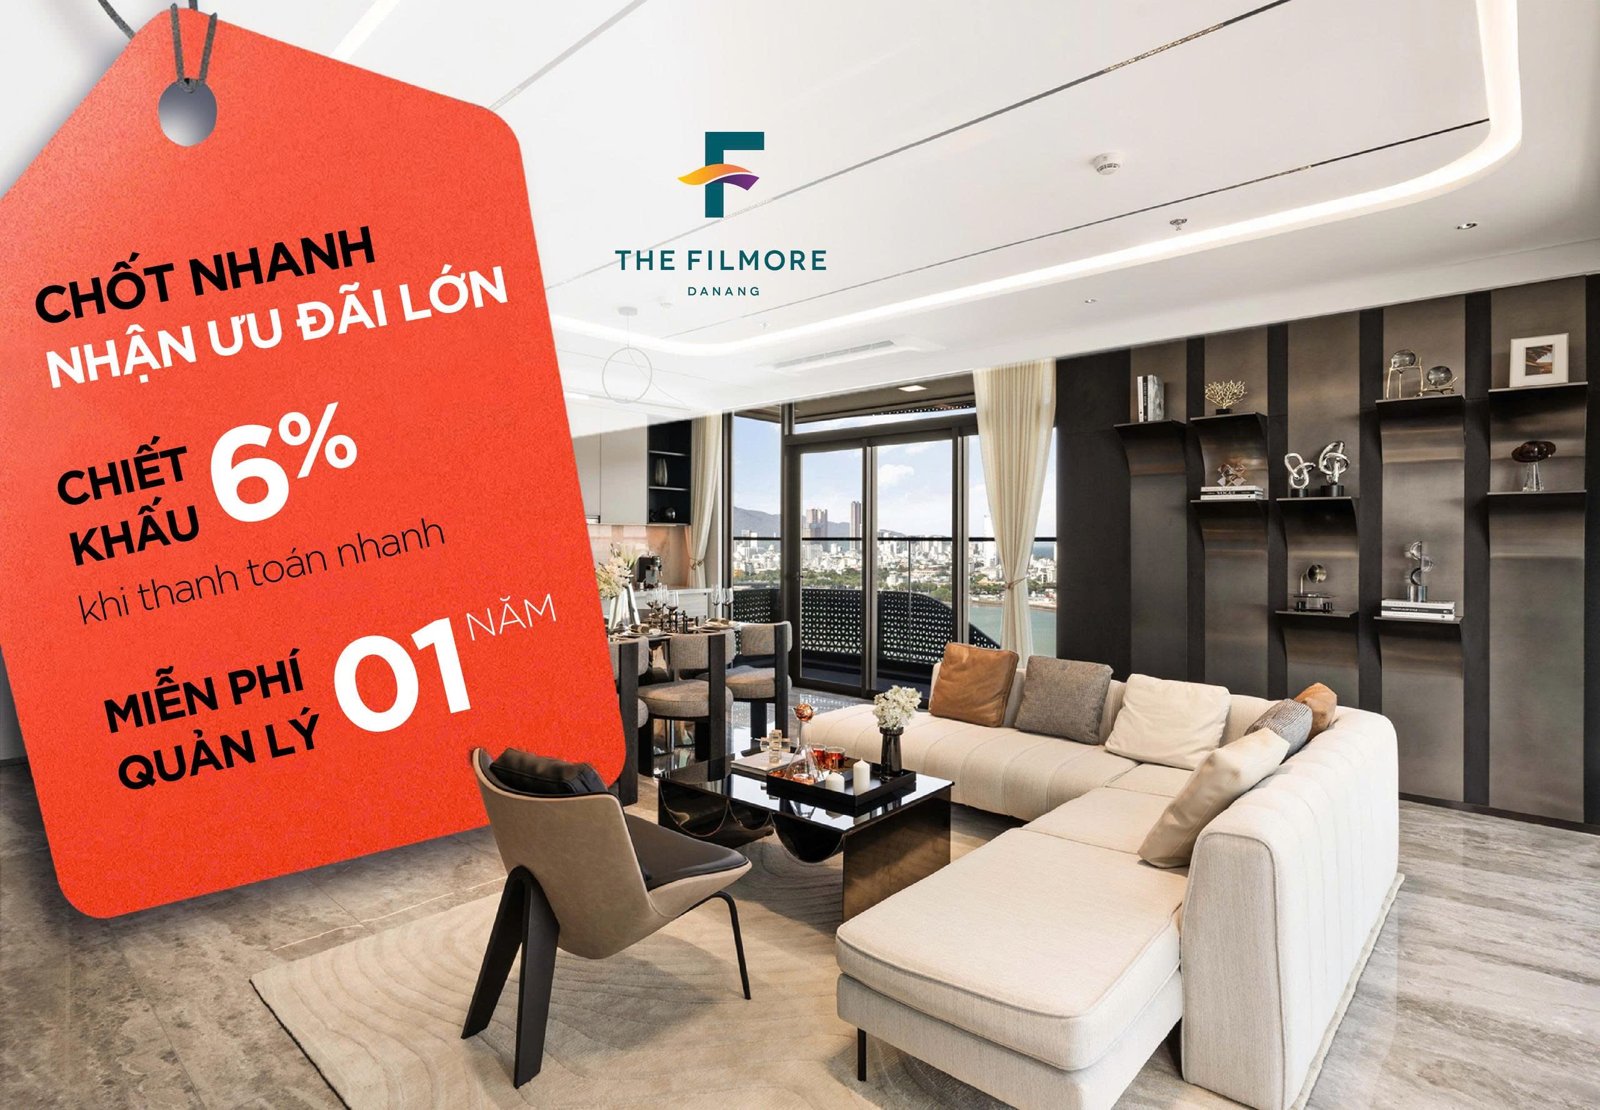 CHỐT NHANH
NHẬN ƯU ĐÃI LỚN
CHIẾT
KHẤU 6%
khi thanh toán nhanh
MIỄN PHÍ
QUẢN LÝ 01 NĂM
F
THE FILMORE
DANANG